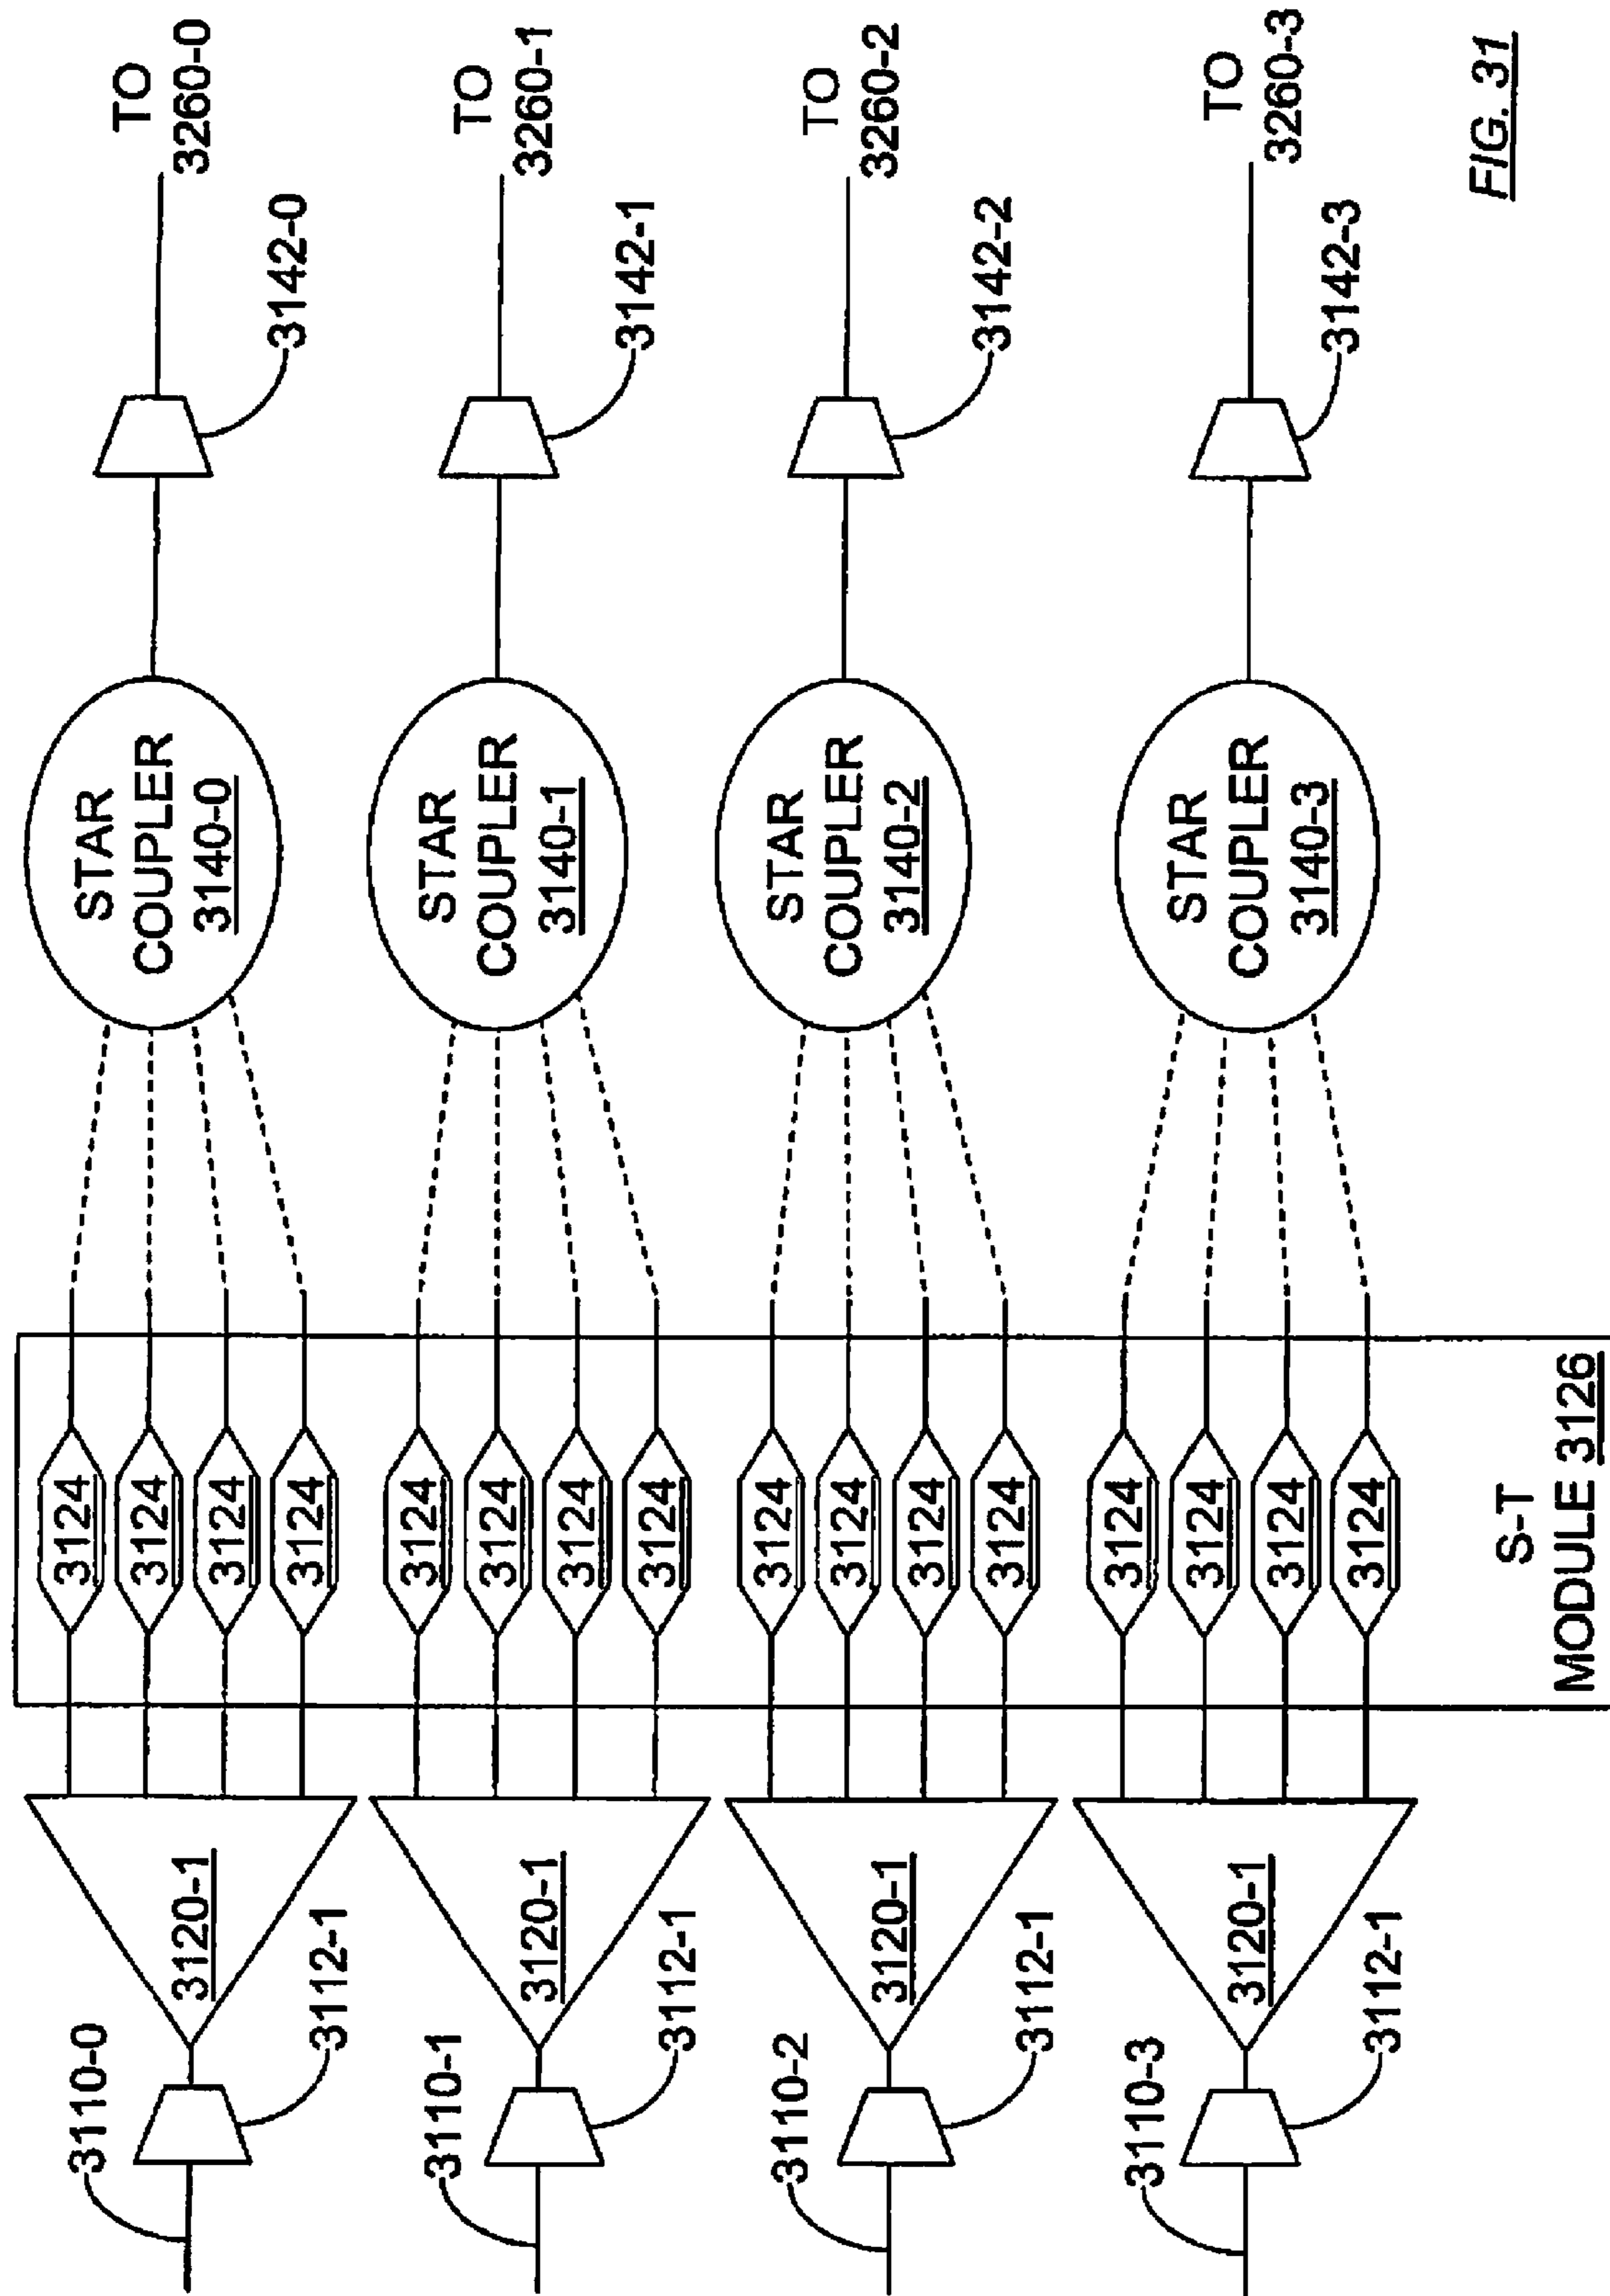 3110-0
3112-1
3120-1
3124
3124
3124
3124
STAR
COUPLER
3140-0
3142-0
TO
3260-0
3110-1
3112-1
3120-1
3124
3124
3124
3124
STAR
COUPLER
3140-1
3142-1
TO
3260-1
3110-2
3112-1
3120-1
3124
3124
3124
3124
STAR
COUPLER
3140-2
3142-2
TO
3260-2
3110-3
3112-1
3120-1
3124
3124
3124
3124
STAR
COUPLER
3140-3
3142-3
TO
3260-3
S-T
MODULE 3126
FIG. 31